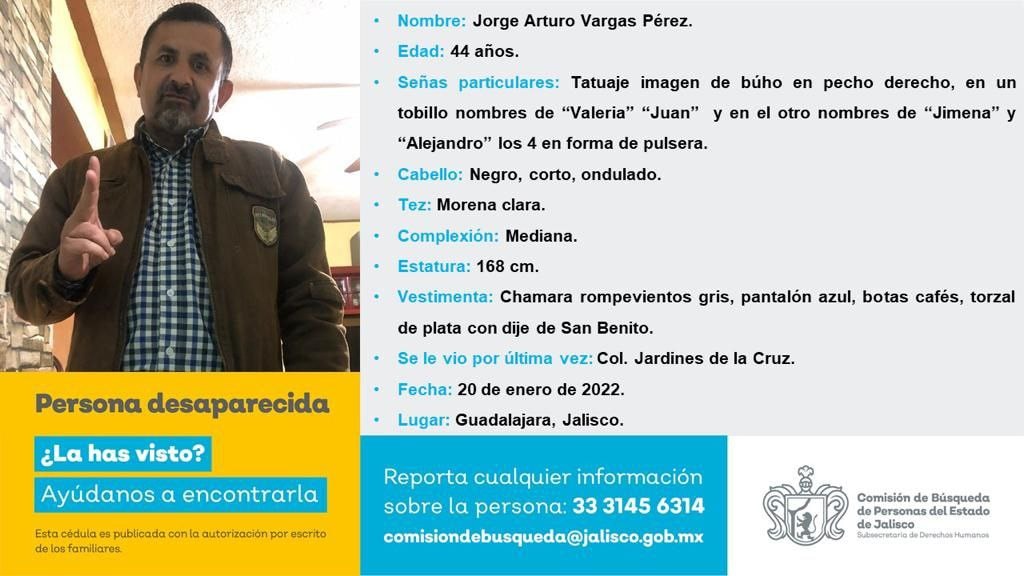 • Nombre: Jorge Arturo Vargas Pérez.
• Edad: 44 años.
• Señas particulares: Tatuaje imagen de búho en pecho derecho, en un
tobillo nombres de “Valeria” “Juan” y en el otro nombres de “Jimena” y
“Alejandro” los 4 en forma de pulsera.
• Cabello: Negro, corto, ondulado.
• Tez: Morena clara.
• Complexión: Mediana.
• Estatura: 168 cm.
• Vestimenta: Chamara rompevientos gris, pantalón azul, botas cafés, torzal
de plata con dije de San Benito.
• Se le vio por última vez: Col. Jardines de la Cruz.
• Fecha: 20 de enero de 2022.
• Lugar: Guadalajara, Jalisco.
Persona desaparecida
¿La has visto?
Ayúdanos a encontrarla
Esta cédula es publicada con la autorización por escrito
de los familiares.
Reporta cualquier información
sobre la persona: 33 3145 6314
comisiondebusqueda@jalisco.gob.mx
Comisión de Búsqueda
de Personas del Estado
de Jalisco
Subsecretaría de Derechos Humanos